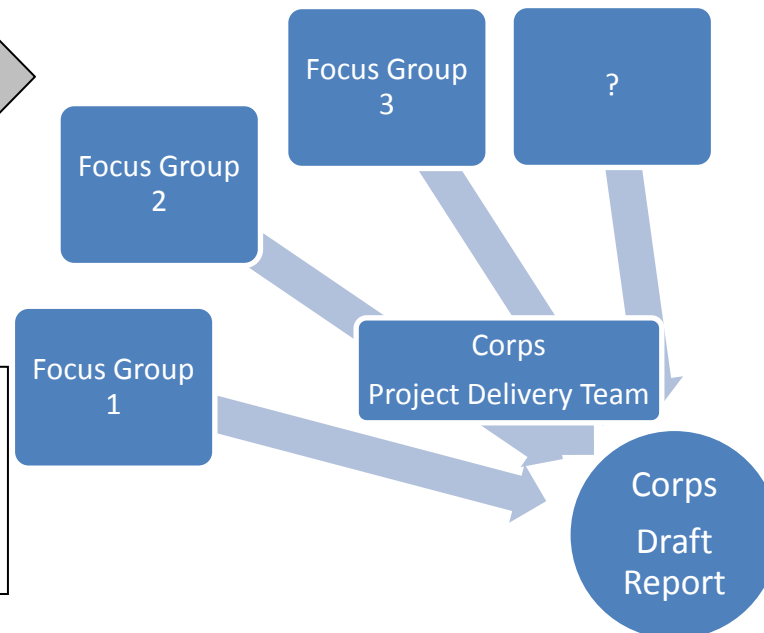 Focus Group
3
?
Focus Group
2
Corps
Project Delivery Team
Focus Group
1
Corps
Draft
Report